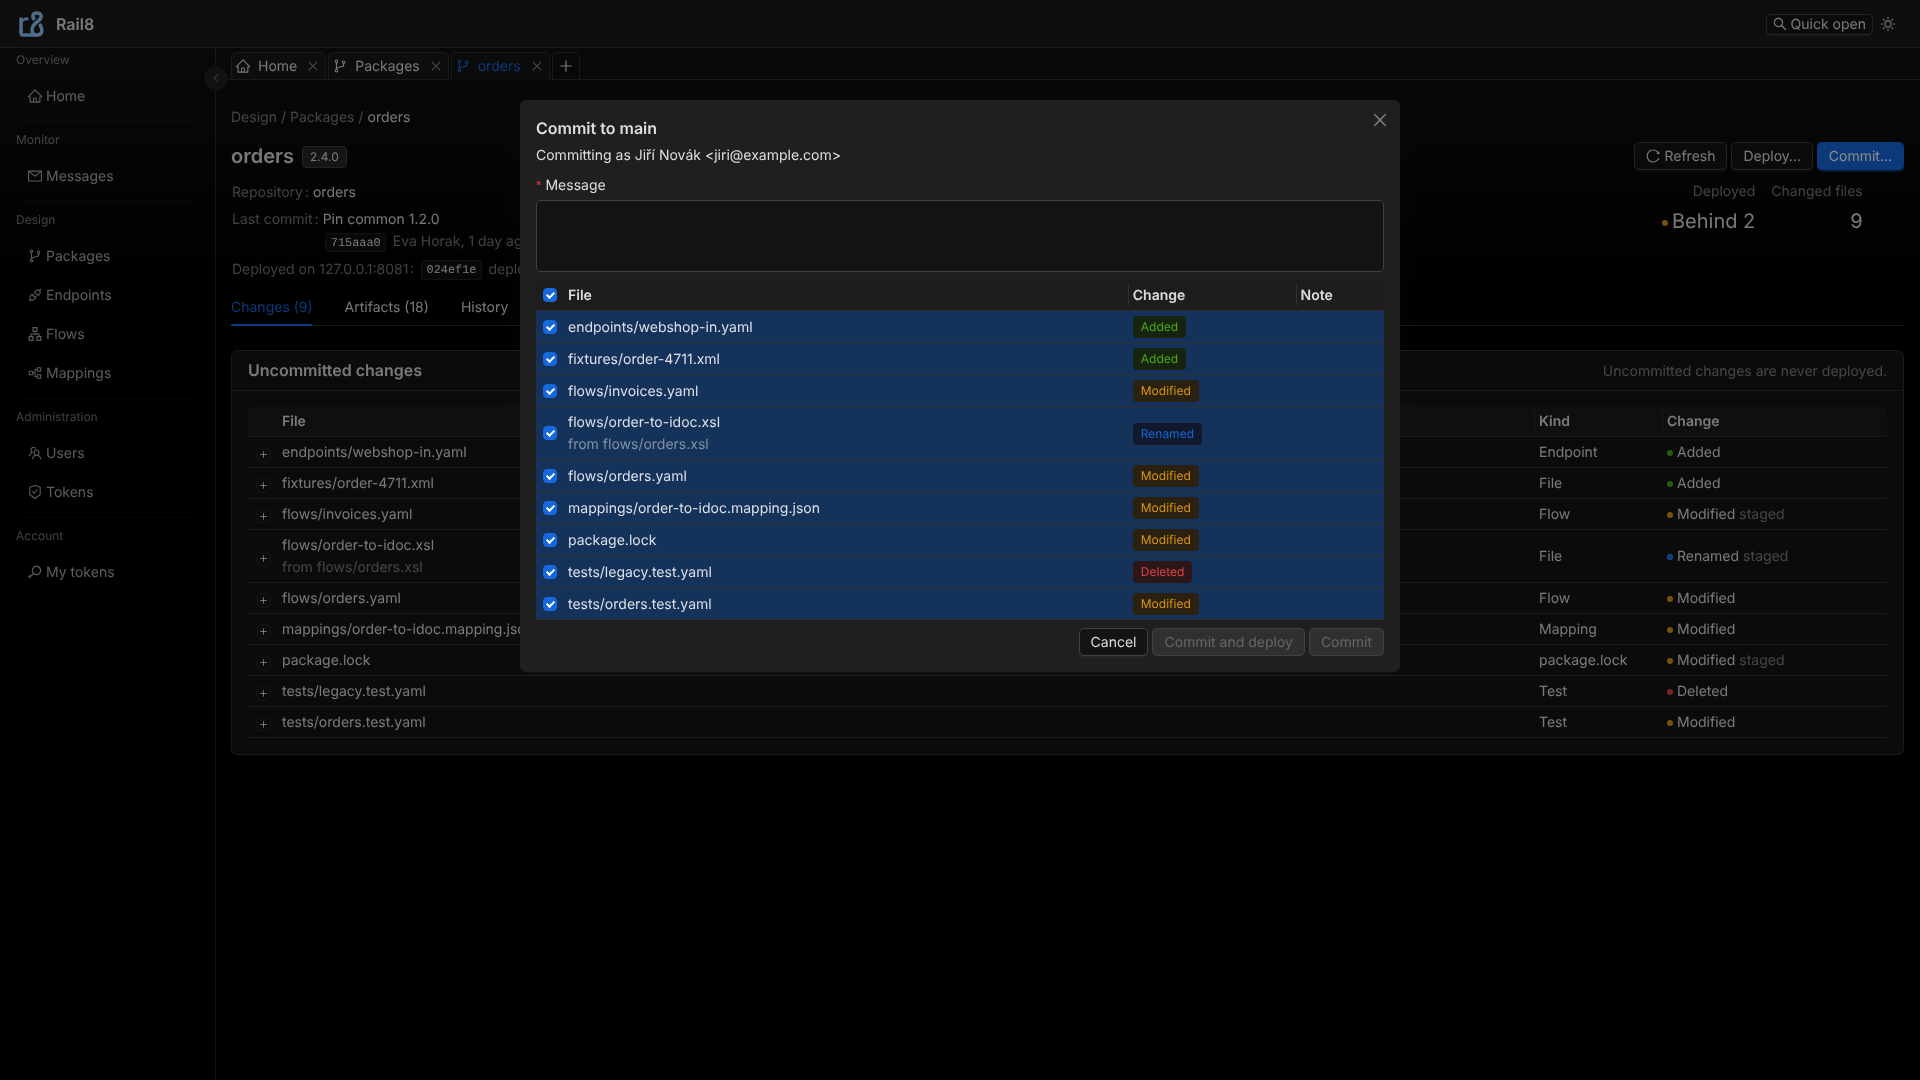 Rail8
Quick open
Overview
Home
Monitor
Messages
Design
Packages
Endpoints
Flows
Mappings
Administration
Users
Tokens
Account
My tokens
Home
Packages
orders
Design / Packages / orders
orders 2.4.0
Refresh
Deploy...
Commit...
Repository: orders
Deployed
Behind 2
Changed files
9
Last commit: Pin common 1.2.0
715aaa0 Eva Horak, 1 day
Deployed on 127.0.0.1:8081: 024ef1e
Changes (9)
Artifacts (18)
History
Uncommitted changes
Uncommitted changes are never deployed.
File Kind Change
endpoints/webshop-in.yaml Endpoint Added
fixtures/order-4711.xml File Added
flows/invoices.yaml Flow Modified staged
flows/order-to-idoc.xsl File Renamed staged
from flows/orders.xsl
flows/orders.yaml Flow Modified
mappings/order-to-idoc.mapping.js Mapping Modified
package.lock package.lock Modified staged
tests/legacy.test.yaml Test Deleted
tests/orders.test.yaml Test Modified
Commit to main
Committing as Jiří Novák <jiri@example.com>
* Message
File Change Note
endpoints/webshop-in.yaml Added
fixtures/order-4711.xml Added
flows/invoices.yaml Modified
flows/order-to-idoc.xsl Renamed
from flows/orders.xsl
flows/orders.yaml Modified
mappings/order-to-idoc.mapping.json Modified
package.lock Modified
tests/legacy.test.yaml Deleted
tests/orders.test.yaml Modified
Cancel
Commit and deploy
Commit